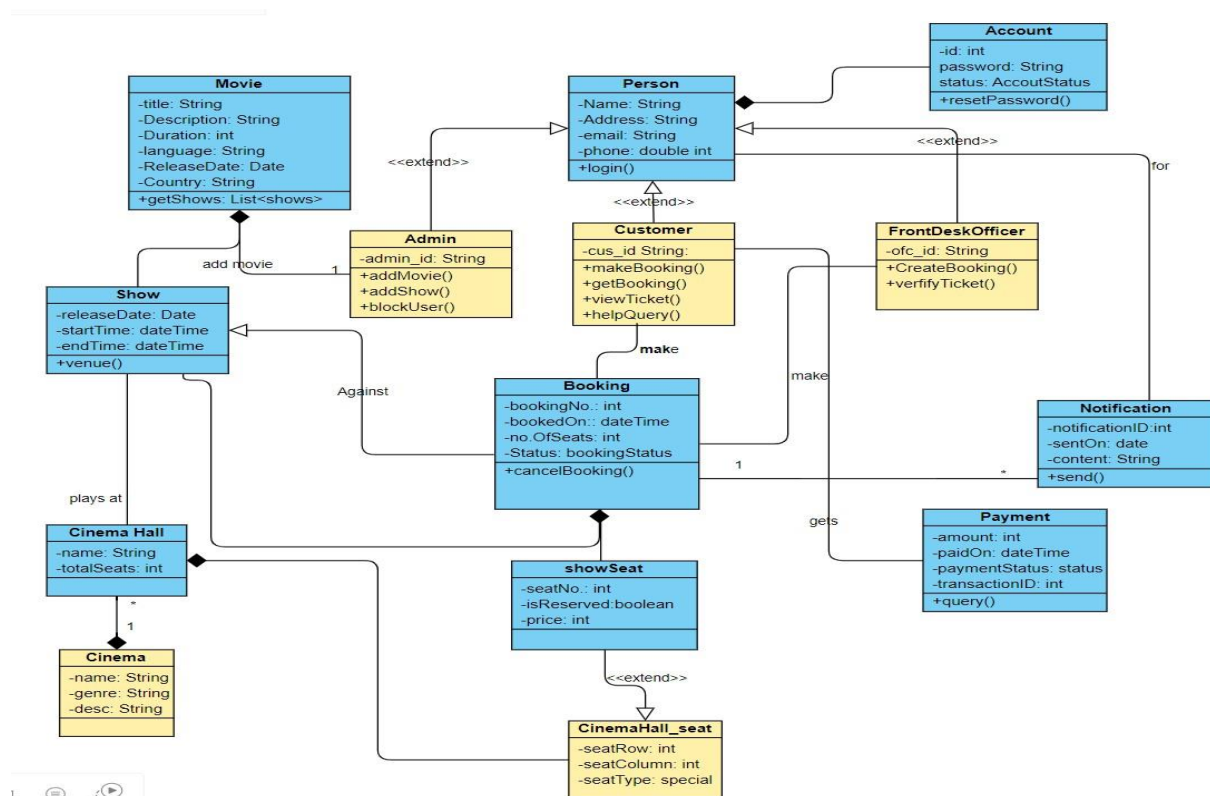 Account
-id: int
password: String
status: AccoutStatus
+resetPassword()
Movie
-title: String
-Description: String
-Duration: int
-language: String
-ReleaseDate: Date
-Country: String
+getShows: List<shows>
Person
-Name: String
-Address: String
-email: String
-phone: double int
+login()
<<extend>>
<<extend>>
<<extend>>
for
Admin
-admin_id: String
+addMovie()
+addShow()
+blockUser()
add movie
1
Customer
-cus_id String:
+makeBooking()
+getBooking()
+viewTicket()
+helpQuery()
FrontDeskOfficer
-ofc_id: String
+CreateBooking()
+verfifyTicket()
Show
-releaseDate: Date
-startTime: dateTime
-endTime: dateTime
+venue()
make
make
Against
Booking
-bookingNo.: int
-bookedOn:: dateTime
-no.OfSeats: int
-Status: bookingStatus
+cancelBooking()
Notification
-notificationID:int
-sentOn: date
-content: String
+send()
1
*
plays at
gets
Cinema Hall
-name: String
-totalSeats: int
Payment
-amount: int
-paidOn: dateTime
-paymentStatus: status
-transactionID: int
+query()
showSeat
-seatNo.: int
-isReserved:boolean
-price: int
*
1
Cinema
-name: String
-genre: String
-desc: String
<<extend>>
CinemaHall_seat
-seatRow: int
-seatColumn: int
-seatType: special